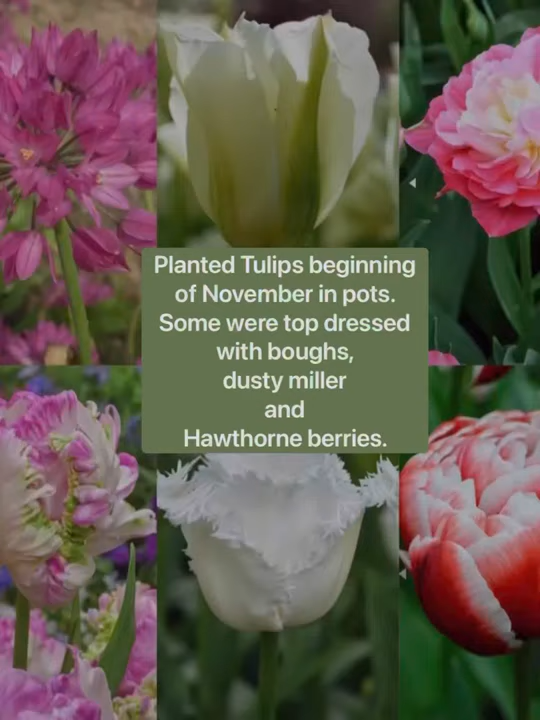 Planted Tulips beginning
of November in pots.
Some were top dressed
with boughs,
dusty miller
and
Hawthorne berries.